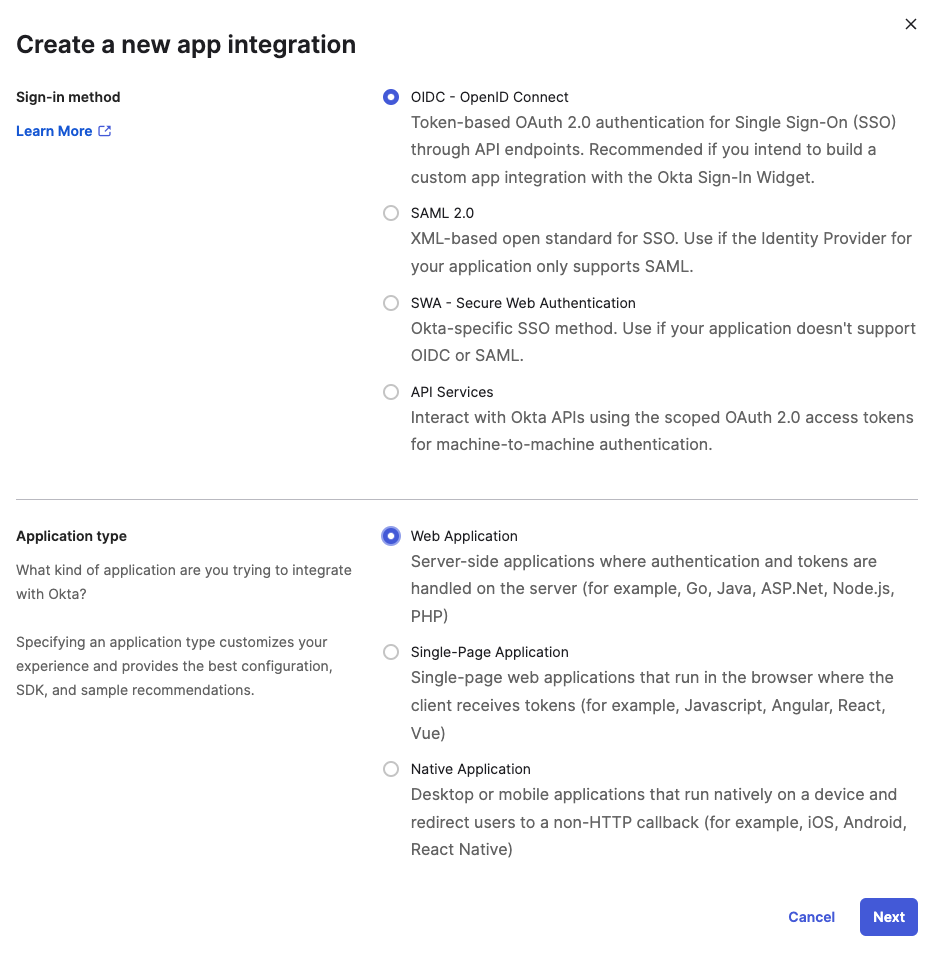 Create a new app integration
Sign-in method
Learn More
OIDC - OpenID Connect
Token-based OAuth 2.0 authentication for Single Sign-On (SSO)
through API endpoints. Recommended if you intend to build a
custom app integration with the Okta Sign-In Widget.
SAML 2.0
XML-based open standard for SSO. Use if the Identity Provider for
your application only supports SAML.
SWA - Secure Web Authentication
Okta-specific SSO method. Use if your application doesn't support
OIDC or SAML.
API Services
Interact with Okta APIs using the scoped OAuth 2.0 access tokens
for machine-to-machine authentication.
Application type
What kind of application are you trying to integrate
with Okta?
Specifying an application type customizes your
experience and provides the best configuration,
SDK, and sample recommendations.
Web Application
Server-side applications where authentication and tokens are
handled on the server (for example, Go, Java, ASP.Net, Node.js,
PHP)
Single-Page Application
Single-page web applications that run in the browser where the
client receives tokens (for example, Javascript, Angular, React,
Vue)
Native Application
Desktop or mobile applications that run natively on a device and
redirect users to a non-HTTP callback (for example, iOS, Android,
React Native)
Cancel
Next